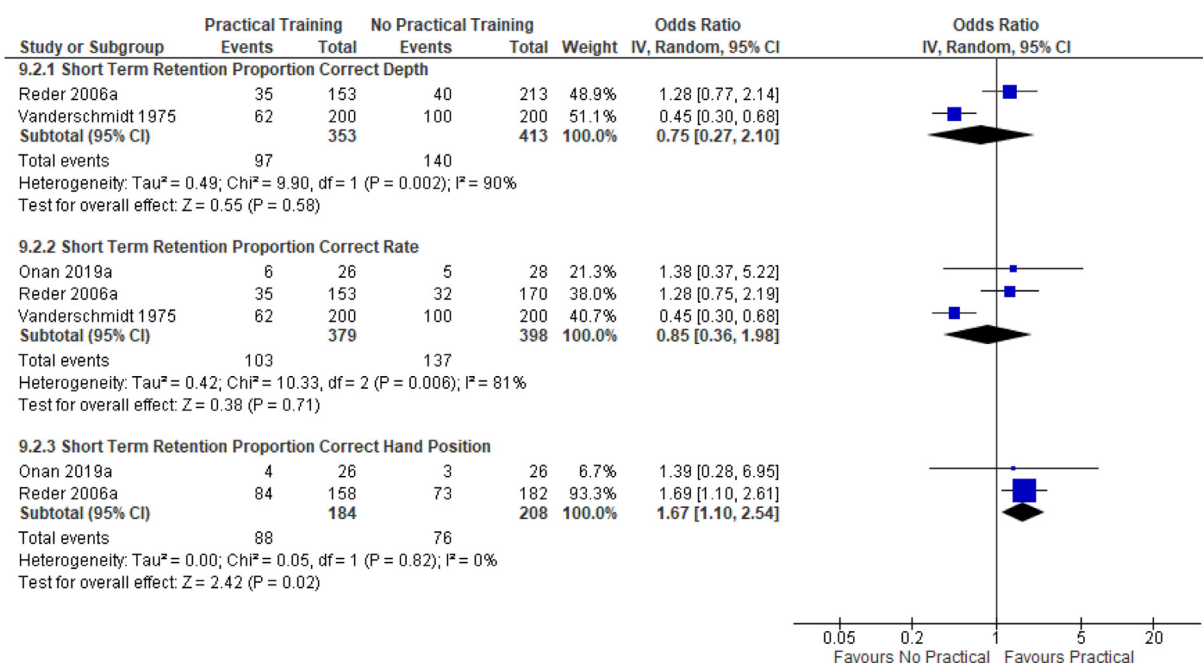 Practical Training No Practical Training Odds Ratio Odds Ratio
Study or Subgroup Events Total Events Total Weight IV, Random, 95% CI IV, Random, 95% CI
9.2.1 Short Term Retention Proportion Correct Depth
Reder 2006a 35 153 40 213 48.9% 1.28 [0.77, 2.14]
Vanderschmidt 1975 62 200 100 200 51.1% 0.45 [0.30, 0.68]
Subtotal (95% CI) 353 413 100.0% 0.75 [0.27, 2.10]
Total events 97 140
Heterogeneity: Tau² = 0.49; Chi² = 9.90, df = 1 (P = 0.002); I² = 90%
Test for overall effect: Z = 0.55 (P = 0.58)
9.2.2 Short Term Retention Proportion Correct Rate
Onan 2019a 6 26 5 28 21.3% 1.38 [0.37, 5.22]
Reder 2006a 35 153 32 170 38.0% 1.28 [0.75, 2.19]
Vanderschmidt 1975 62 200 100 200 40.7% 0.45 [0.30, 0.68]
Subtotal (95% CI) 379 398 100.0% 0.85 [0.36, 1.98]
Total events 103 137
Heterogeneity: Tau² = 0.42; Chi² = 10.33, df = 2 (P = 0.006); I² = 81%
Test for overall effect: Z = 0.38 (P = 0.71)
9.2.3 Short Term Retention Proportion Correct Hand Position
Onan 2019a 4 26 3 26 6.7% 1.39 [0.28, 6.95]
Reder 2006a 84 158 73 182 93.3% 1.69 [1.10, 2.61]
Subtotal (95% CI) 184 208 100.0% 1.67 [1.10, 2.54]
Total events 88 76
Heterogeneity: Tau² = 0.00; Chi² = 0.05, df = 1 (P = 0.82); I² = 0%
Test for overall effect: Z = 2.42 (P = 0.02)
0.05 0.2 1 5 20
Favours No Practical Favours Practical